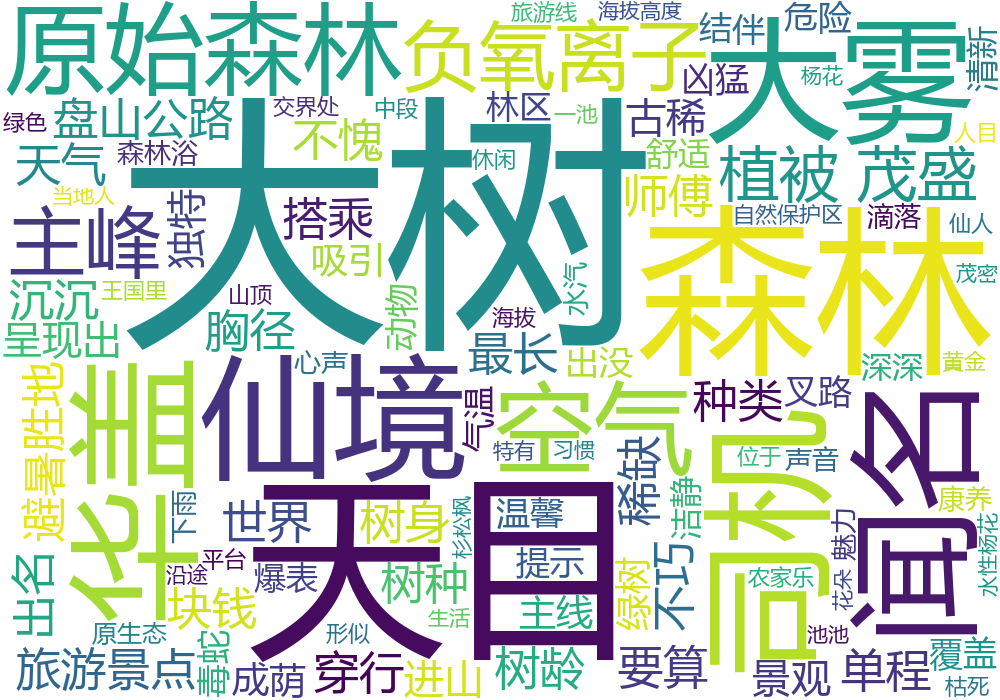 原始森林
负氧离子
旅游线
海拔高度
结伴
危险
大雾
清新
凶猛
杨花
绿色
盘山公路
交界处
中段
林区
一池
古稀
人目
不愧
大树
天气
森林浴
休闲
舒适
植被
茂盛
当地人
师傅
主峰
独特
搭乘
吸引
自然保护区
滴落
仙人
森林
沉沉
王国里
山顶
动物
水汽
茂密
呈现出
胸径
海拔
最长
出没
心声
深深
黄金
避暑胜地
华盖
仙境
气温
空气
种类
叉路
闻名
特有
习惯
稀缺
位于
声音
司机
洁静
康养
下雨
世界
树身
杉松枫
温馨
天目
出名
平台
沿途
爆表
提示
不巧
魅力
水性杨花
块钱
树种
绿树
农家乐
花朵
生活
主线
原生态
形似
池池
旅游景点
毒蛇
成荫
穿行
进山
树龄
要算
景观
单程
覆盖
枯死